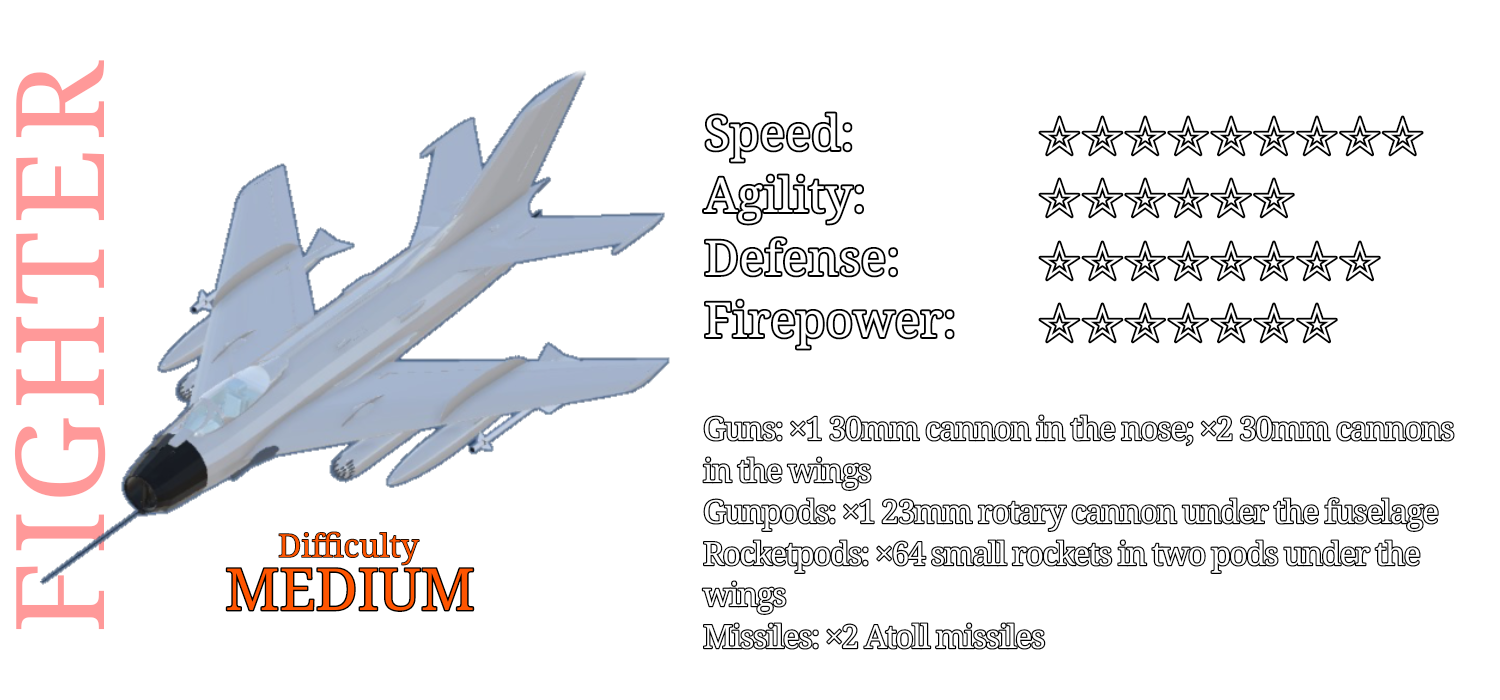 FIGHTER
Difficulty
MEDIUM
Speed: ☆☆☆☆☆☆☆☆☆
Agility: ☆☆☆☆☆☆
Defense: ☆☆☆☆☆☆☆☆
Firepower: ☆☆☆☆☆☆☆
Guns: ×1 30mm cannon in the nose; ×2 30mm cannons
in the wings
Gunpods: ×1 23mm rotary cannon under the fuselage
Rocketpods: ×64 small rockets in two pods under the
wings
Missiles: ×2 Atoll missiles